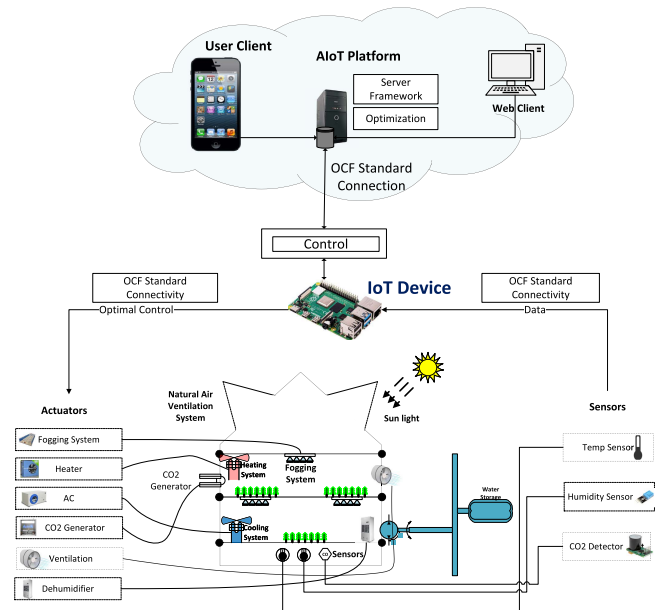 User Client
AIoT Platform
Server
Framework
Optimization
Web Client
OCF Standard
Connection
Control
IoT Device
OCF Standard
Connectivity
Optimal Control
OCF Standard
Connectivity
Data
Natural Air
Ventilation
System
Sun light
Actuators
Sensors
Fogging System
Heater
AC
CO2 Generator
Ventilation
Dehumidifier
CO2
Generator
Heating
System
Fogging
System
Cooling
System
Sensors
Water
Storage
Temp Sensor
Humidity Sensor
CO2 Detector